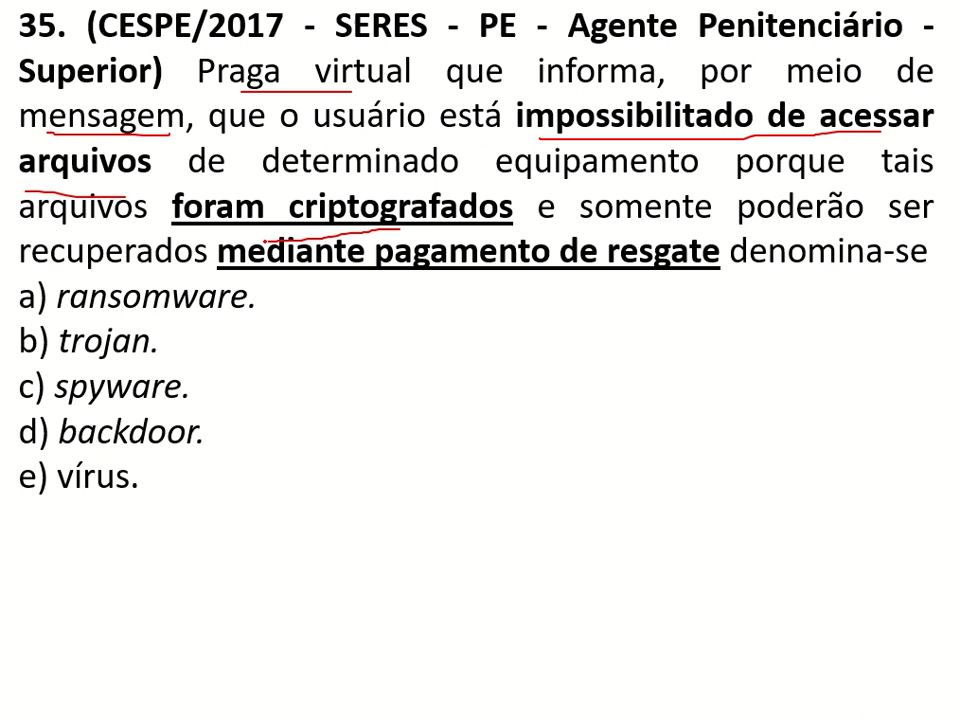 35. (CESPE/2017 - SERES - PE - Agente Penitenciário -
Superior) Praga virtual que informa, por meio de
mensagem, que o usuário está impossibilitado de acessar
arquivos de determinado equipamento porque tais
arquivos foram criptografados e somente poderão ser
recuperados mediante pagamento de resgate denomina-se
a) ransomware.
b) trojan.
c) spyware.
d) backdoor.
e) vírus.